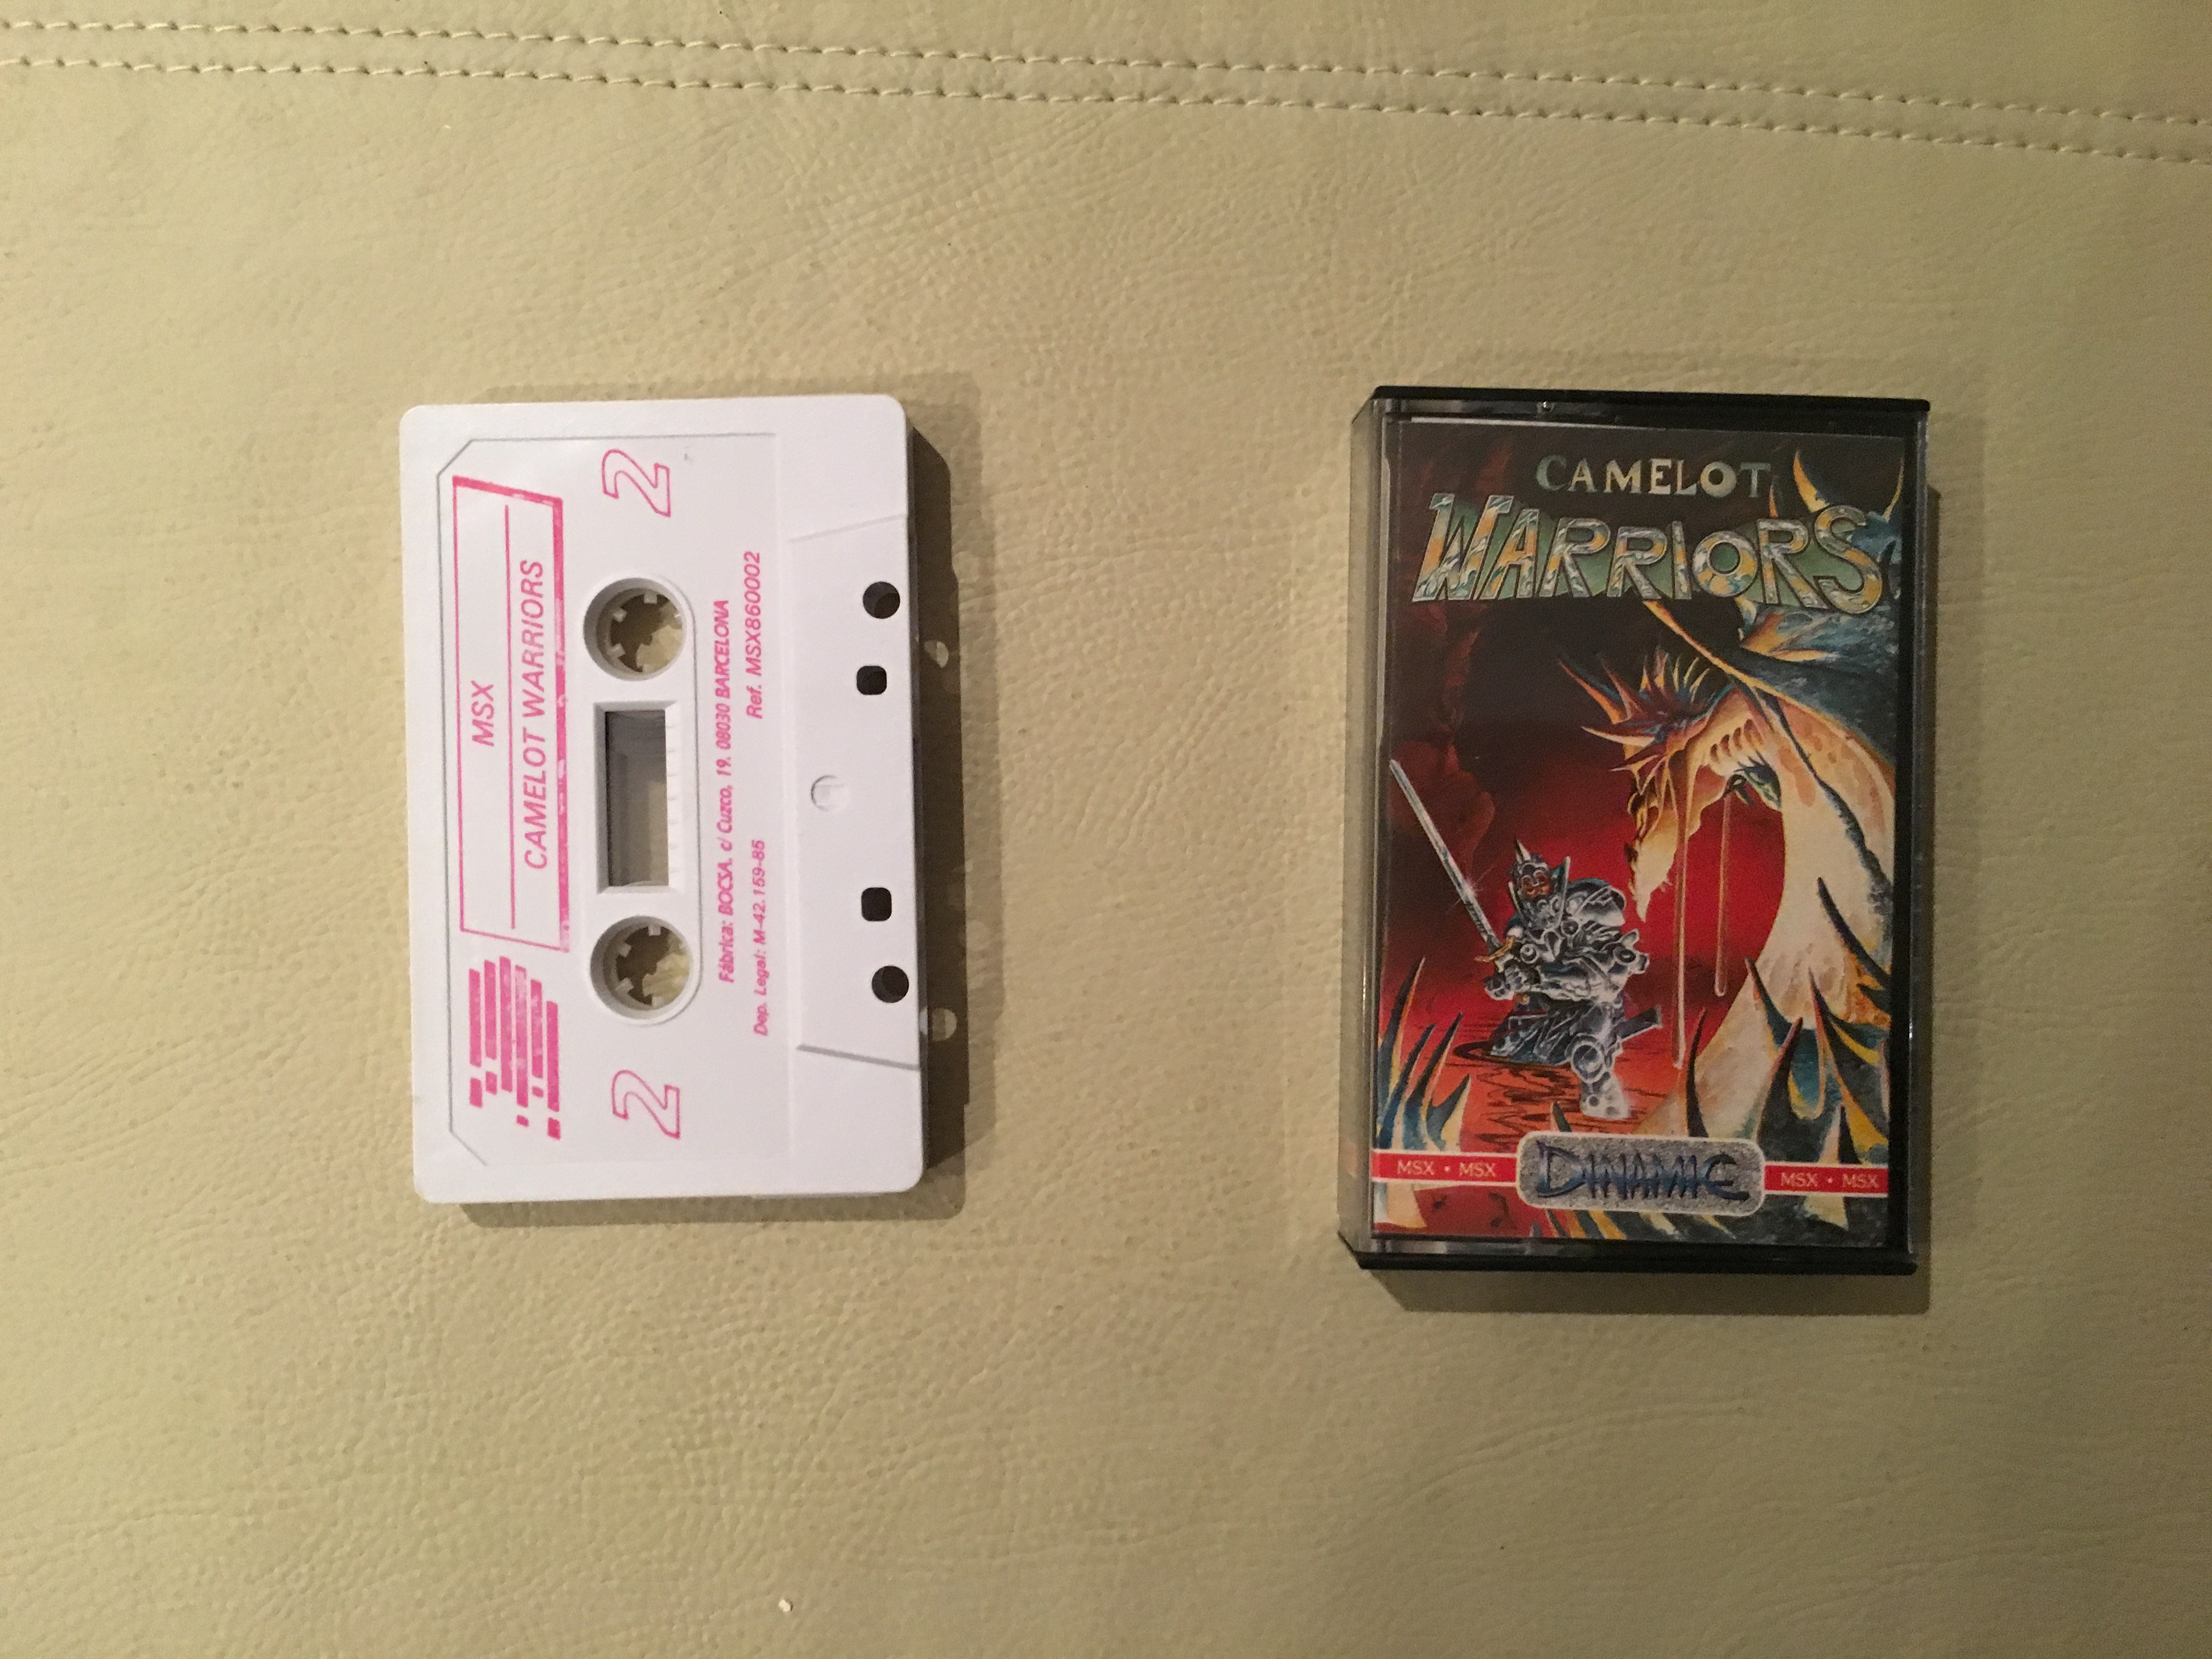 MSX
CAMELOT WARRIORS
2
2
Fábrica: BOCSA. c/ Cuzco, 19. 08030 BARCELONA
Dep. Legal: M-42.159-85
Ref. MSX860002
CAMELOT
WARRIORS
MSX • MSX
DINAMIC
MSX • MSX